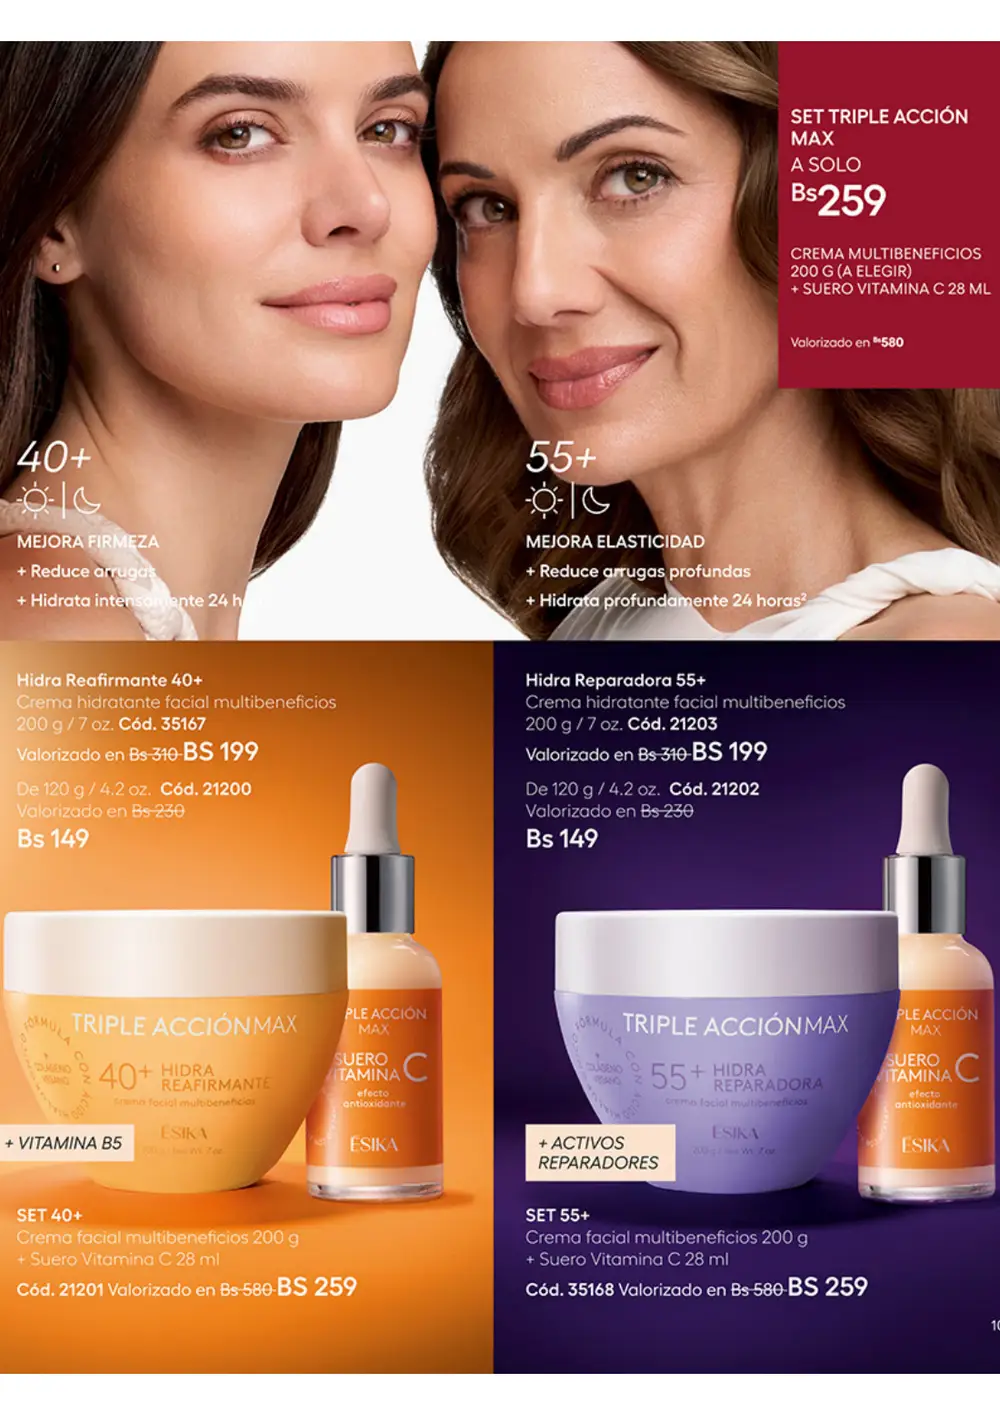 SET TRIPLE ACCIÓN
MAX
A SOLO
Bs259
CREMA MULTIBENEFICIOS
200 G (A ELEGIR)
+ SUERO VITAMINA C 28 ML
Valorizado en Bs580
40+
MEJORA FIRMEZA
+ Reduce arrugas
+ Hidrata intensamente 24 h
55+
MEJORA ELASTICIDAD
+ Reduce arrugas profundas
+ Hidrata profundamente 24 horas²
Hidra Reafirmante 40+
Crema hidratante facial multibeneficios
200 g / 7 oz. Cód. 35167
Valorizado en Bs 310 BS 199
De 120 g / 4.2 oz. Cód. 21200
Valorizado en Bs 230
Bs 149
TRIPLE ACCIÓN MAX
40+ HIDRA
REAFIRMANTE
crema facial multibeneficios
ÉSIKA
+ VITAMINA B5
PLE ACCIÓN
MAX
SUERO
ITAMINA C
efecto
antioxidante
ÉSIKA
SET 40+
Crema facial multibeneficios 200 g
+ Suero Vitamina C 28 ml
Cód. 21201 Valorizado en Bs 580 BS 259
Hidra Reparadora 55+
Crema hidratante facial multibeneficios
200 g / 7 oz. Cód. 21203
Valorizado en Bs 310 BS 199
De 120 g / 4.2 oz. Cód. 21202
Valorizado en Bs 230
Bs 149
TRIPLE ACCIÓN MAX
55+ HIDRA
REPARADORA
crema facial multibeneficios
ÉSIKA
+ ACTIVOS
REPARADORES
PLE ACCIÓN
MAX
SUERO
ITAMINA C
efecto
antioxidante
ÉSIKA
SET 55+
Crema facial multibeneficios 200 g
+ Suero Vitamina C 28 ml
Cód. 35168 Valorizado en Bs 580 BS 259
10